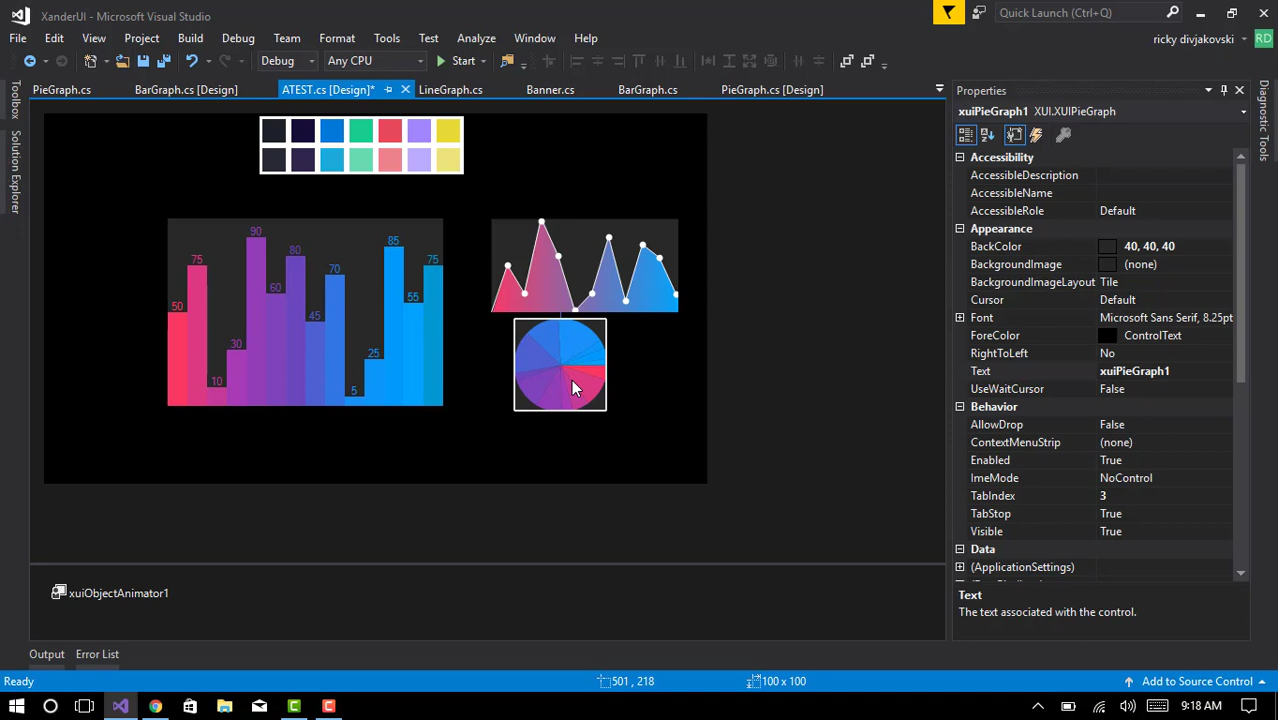 XanderUI - Microsoft Visual Studio
Quick Launch (Ctrl+Q)
File Edit View Project Build Debug Team Format Tools Test Analyze Window Help
ricky divjakovski
RD
Debug Any CPU Start
PieGraph.cs BarGraph.cs [Design] ATEST.cs [Design]* LineGraph.cs Banner.cs BarGraph.cs PieGraph.cs [Design]
Toolbox
Solution Explorer
Properties
xuiPieGraph1 XUI.XUIPieGraph
Accessibility
AccessibleDescription
AccessibleName
AccessibleRole Default
Appearance
BackColor 40, 40, 40
BackgroundImage (none)
BackgroundImageLayout Tile
Cursor Default
Font Microsoft Sans Serif, 8.25pt
ForeColor ControlText
RightToLeft No
Text xuiPieGraph1
UseWaitCursor False
Behavior
AllowDrop False
ContextMenuStrip (none)
Enabled True
ImeMode NoControl
TabIndex 3
TabStop True
Visible True
Data
(ApplicationSettings)
Text
The text associated with the control.
Diagnostic Tools
50 75 10 30 90 60 80 45 70 5 25 85 55 75
xuiObjectAnimator1
Output Error List
Ready 501 , 218 100 x 100 Add to Source Control
9:18 AM